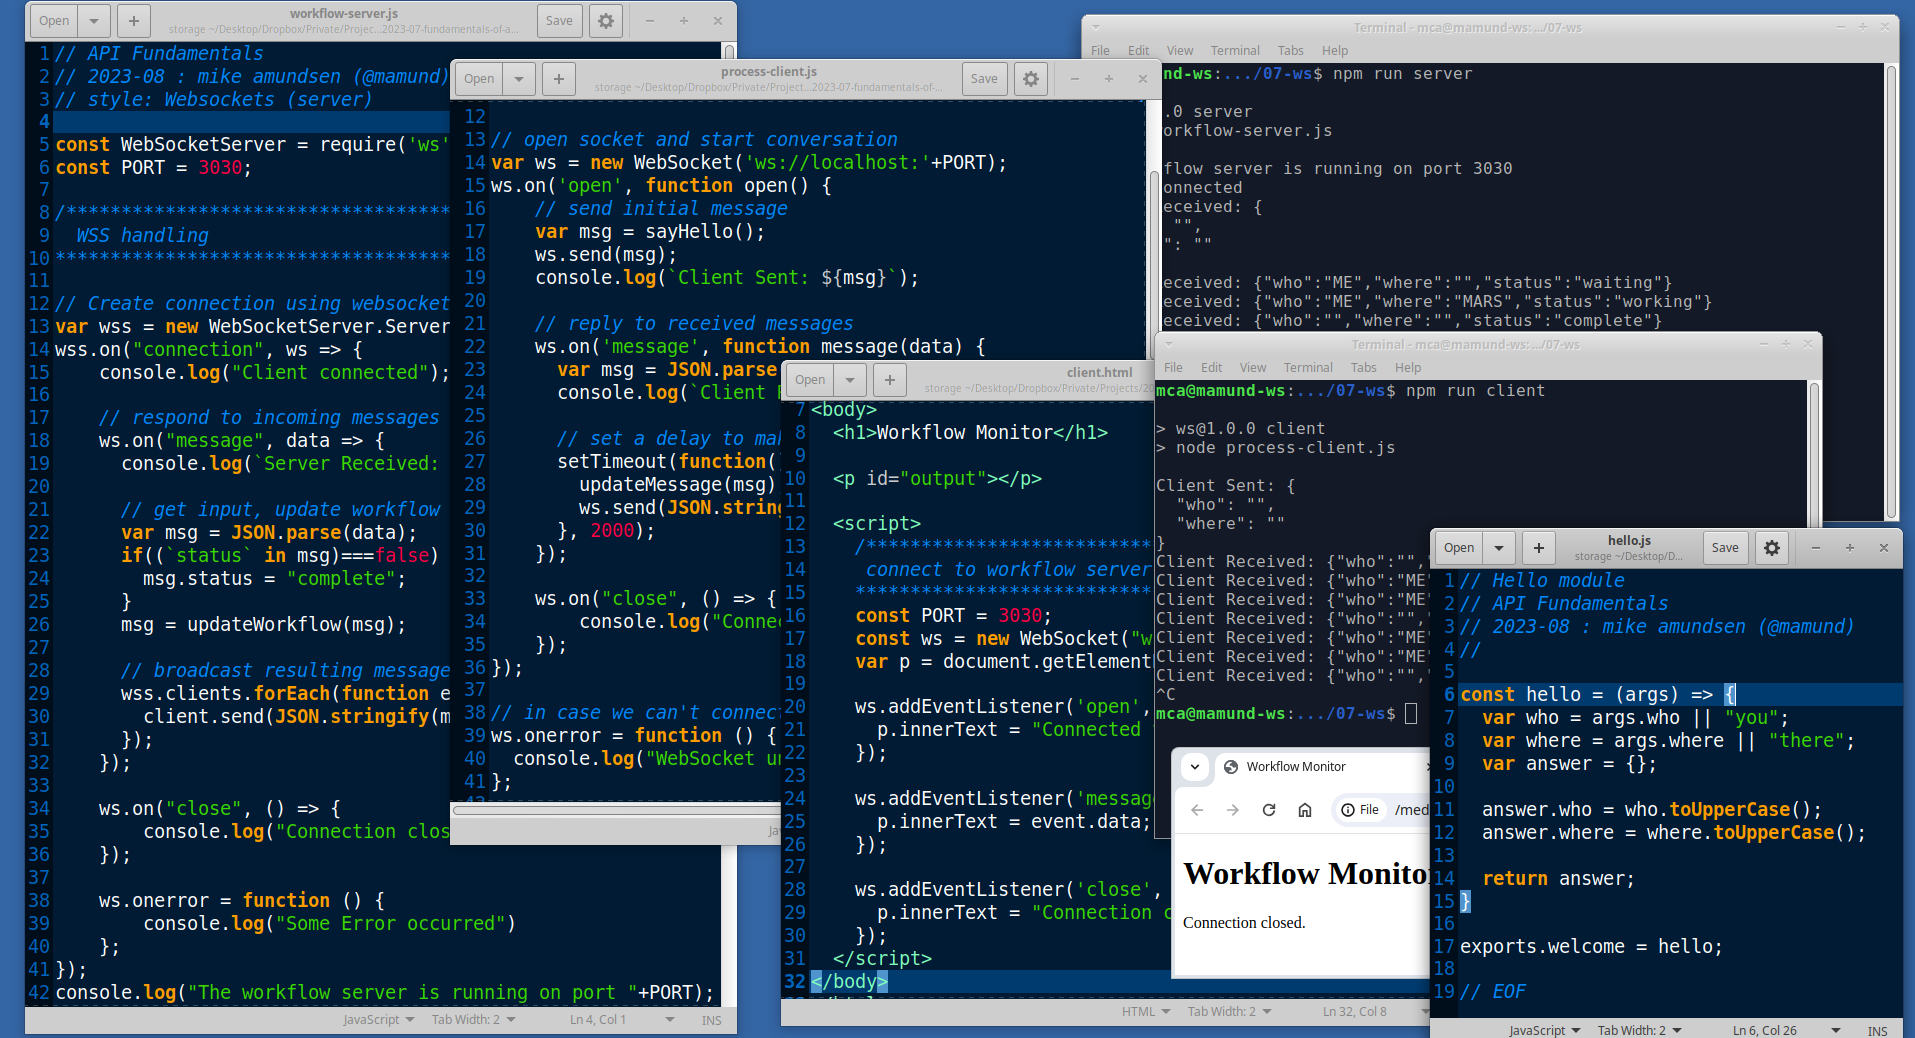 workflow-server.js
Open
Save
storage ~/Desktop/Dropbox/Private/Projec...2023-07-fundamentals-of-a...
1 // API Fundamentals
2 // 2023-08 : mike amundsen (@mamund)
3 // style: Websockets (server)
4
5 const WebSocketServer = require('ws'
6 const PORT = 3030;
7
8 /***********************************
9   WSS handling
10 ************************************
11
12 // Create connection using websocket
13 var wss = new WebSocketServer.Server
14 wss.on("connection", ws => {
15     console.log("Client connected");
16
17     // respond to incoming messages
18     ws.on("message", data => {
19       console.log(`Server Received:
20
21       // get input, update workflow
22       var msg = JSON.parse(data);
23       if((`status` in msg)===false)
24         msg.status = "complete";
25       }
26       msg = updateWorkflow(msg);
27
28       // broadcast resulting message
29       wss.clients.forEach(function e
30         client.send(JSON.stringify(m
31       });
32     });
33
34     ws.on("close", () => {
35         console.log("Connection clos
36     });
37
38     ws.onerror = function () {
39         console.log("Some Error occurred")
40     };
41 });
42 console.log("The workflow server is running on port "+PORT);
JavaScript Tab Width: 2 Ln 4, Col 1 INS
process-client.js
Open
Save
storage ~/Desktop/Dropbox/Private/Project...2023-07-fundamentals-of-...
12
13 // open socket and start conversation
14 var ws = new WebSocket('ws://localhost:'+PORT);
15 ws.on('open', function open() {
16     // send initial message
17     var msg = sayHello();
18     ws.send(msg);
19     console.log(`Client Sent: ${msg}`);
20
21     // reply to received messages
22     ws.on('message', function message(data) {
23       var msg = JSON.parse
24       console.log(`Client
25
26       // set a delay to
27       setTimeout(function(
28         updateMessage(msg)
29         ws.send(JSON.string
30       }, 2000);
31     });
32
33     ws.on("close", () => {
34         console.log("Conne
35     });
36 });
37
38 // in case we can't connect
39 ws.onerror = function () {
40   console.log("WebSocket
41 };
client.html
Open
storage ~/Desktop/Dropbox/Private/Projects/20
7 <body>
8   <h1>Workflow Monitor</h1>
9
10   <p id="output"></p>
11
12   <script>
13     /**************************
14      connect to workflow server
15     ***************************
16     const PORT = 3030;
17     const ws = new WebSocket("w
18     var p = document.getElement
19
20     ws.addEventListener('open',
21       p.innerText = "Connected
22     });
23
24     ws.addEventListener('messag
25       p.innerText = event.data;
26     });
27
28     ws.addEventListener('close',
29       p.innerText = "Connection c
30     });
31   </script>
32 </body>
HTML Tab Width: 2 Ln 32, Col 8
Terminal - mca@mamund-ws: .../07-ws
File Edit View Terminal Tabs Help
nd-ws:.../07-ws$ npm run server
.0 server
orkflow-server.js
flow server is running on port 3030
onnected
eceived: {
 "",
": ""
eceived: {"who":"ME","where":"","status":"waiting"}
eceived: {"who":"ME","where":"MARS","status":"working"}
eceived: {"who":"","where":"","status":"complete"}
Terminal - mca@mamund-ws: .../07-ws
File Edit View Terminal Tabs Help
mca@mamund-ws:.../07-ws$ npm run client
> ws@1.0.0 client
> node process-client.js
Client Sent: {
  "who": "",
  "where": ""
}
Client Received: {"who":"",
Client Received: {"who":"ME"
Client Received: {"who":"ME"
Client Received: {"who":"",
Client Received: {"who":"ME"
Client Received: {"who":"ME"
Client Received: {"who":"",
^C
mca@mamund-ws:.../07-ws$
Workflow Monitor
File /med
Workflow Monito
Connection closed.
hello.js
Open
Save
storage ~/Desktop/D...
1 // Hello module
2 // API Fundamentals
3 // 2023-08 : mike amundsen (@mamund)
4 //
5
6 const hello = (args) => {
7   var who = args.who || "you";
8   var where = args.where || "there";
9   var answer = {};
10
11   answer.who = who.toUpperCase();
12   answer.where = where.toUpperCase();
13
14   return answer;
15 }
16
17 exports.welcome = hello;
18
19 // EOF
JavaScript Tab Width: 2 Ln 6, Col 26 INS